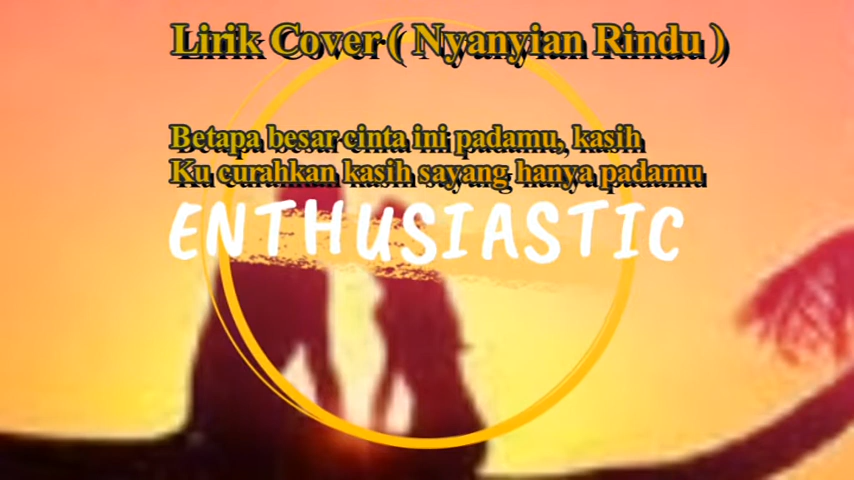 Lirik Cover ( Nyanyian Rindu )
Betapa besar cinta ini padamu, kasih
Ku curahkan kasih sayang hanya padamu
ENTHUSIASTIC